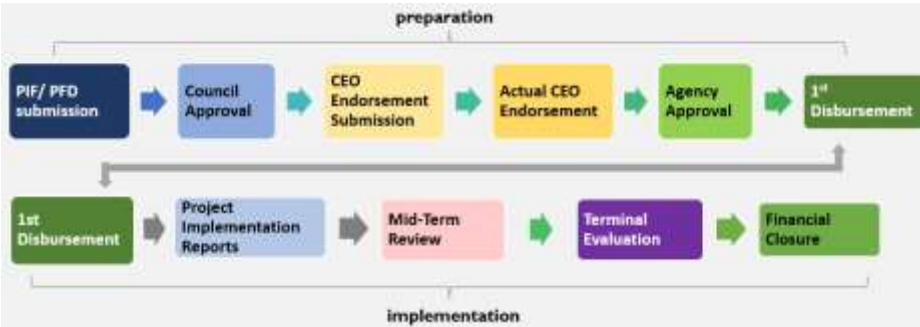 preparation
PIF/ PFD
submission
Council
Approval
CEO
Endorsement
Submission
Actual CEO
Endorsement
Agency
Approval
1st
Disbursement
1st
Disbursement
Project
Implementation
Reports
Mid-Term
Review
Terminal
Evaluation
Financial
Closure
implementation